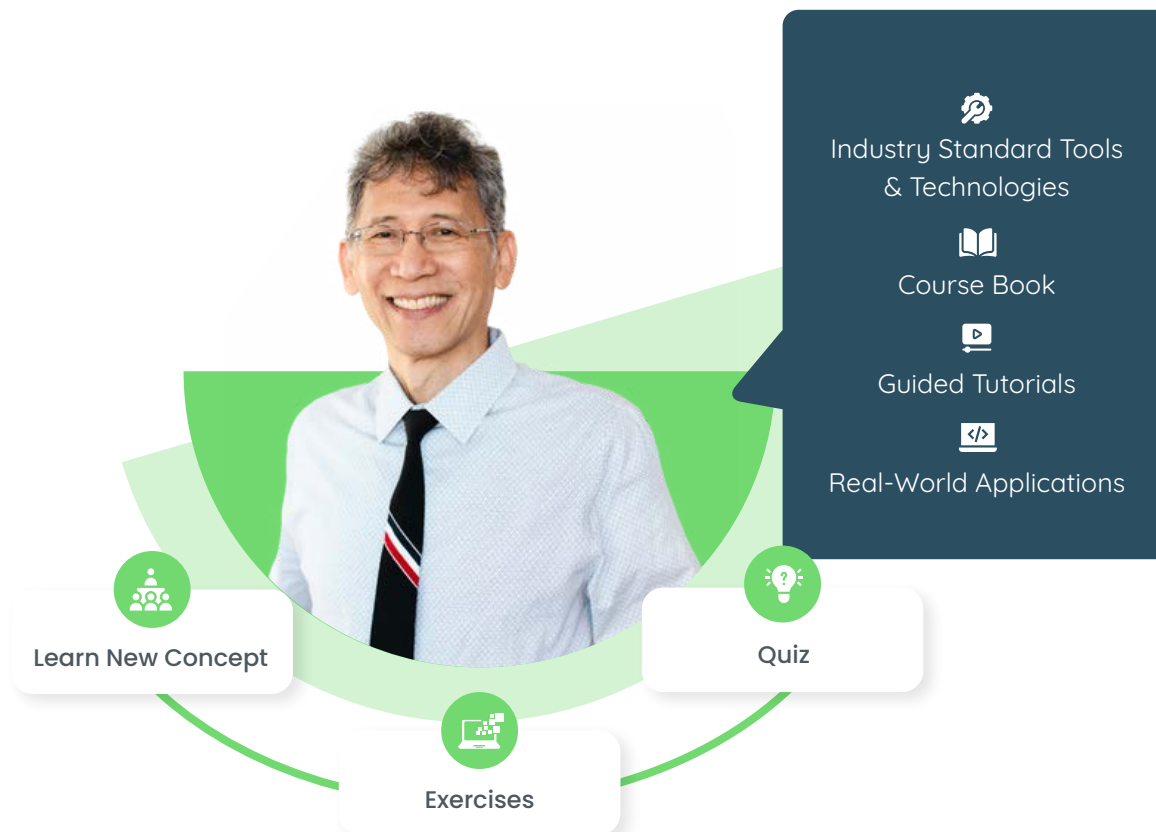 Industry Standard Tools
& Technologies
Course Book
Guided Tutorials
</>
Real-World Applications
?
Learn New Concept
Quiz
Exercises